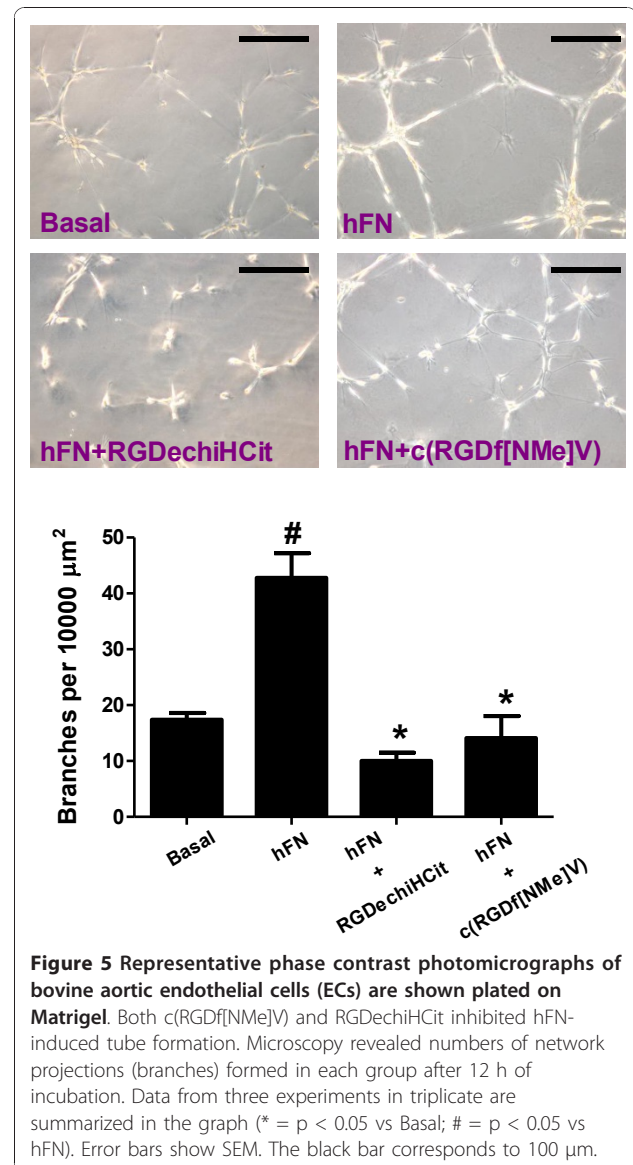 Basal
hFN
hFN+RGDechiHCit
hFN+c(RGDf[NMe]V)
50
40
30
20
10
0
Branches per 10000 µm²
#
*
*
Basal
hFN
hFN
+
RGDechiHCit
hFN
+
c(RGDf[NMe]V)
Figure 5 Representative phase contrast photomicrographs of
bovine aortic endothelial cells (ECs) are shown plated on
Matrigel. Both c(RGDf[NMe]V) and RGDechiHCit inhibited hFN-
induced tube formation. Microscopy revealed numbers of network
projections (branches) formed in each group after 12 h of
incubation. Data from three experiments in triplicate are
summarized in the graph (* = p < 0.05 vs Basal; # = p < 0.05 vs
hFN). Error bars show SEM. The black bar corresponds to 100 µm.